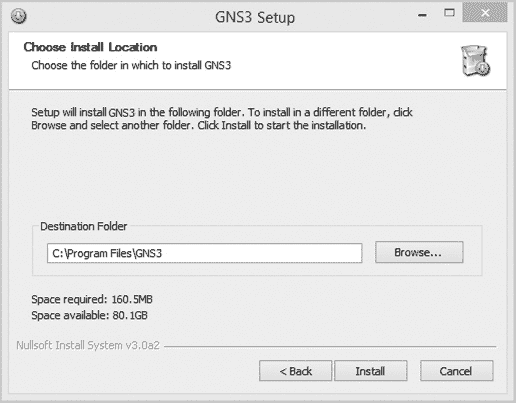 GNS3 Setup
Choose Install Location
Choose the folder in which to install GNS3
Setup will install GNS3 in the following folder. To install in a different folder, click
Browse and select another folder. Click Install to start the installation.
Destination Folder
C:\Program Files\GNS3
Browse...
Space required: 160.5MB
Space available: 80.1GB
Nullsoft Install System v3.0a2
< Back
Install
Cancel